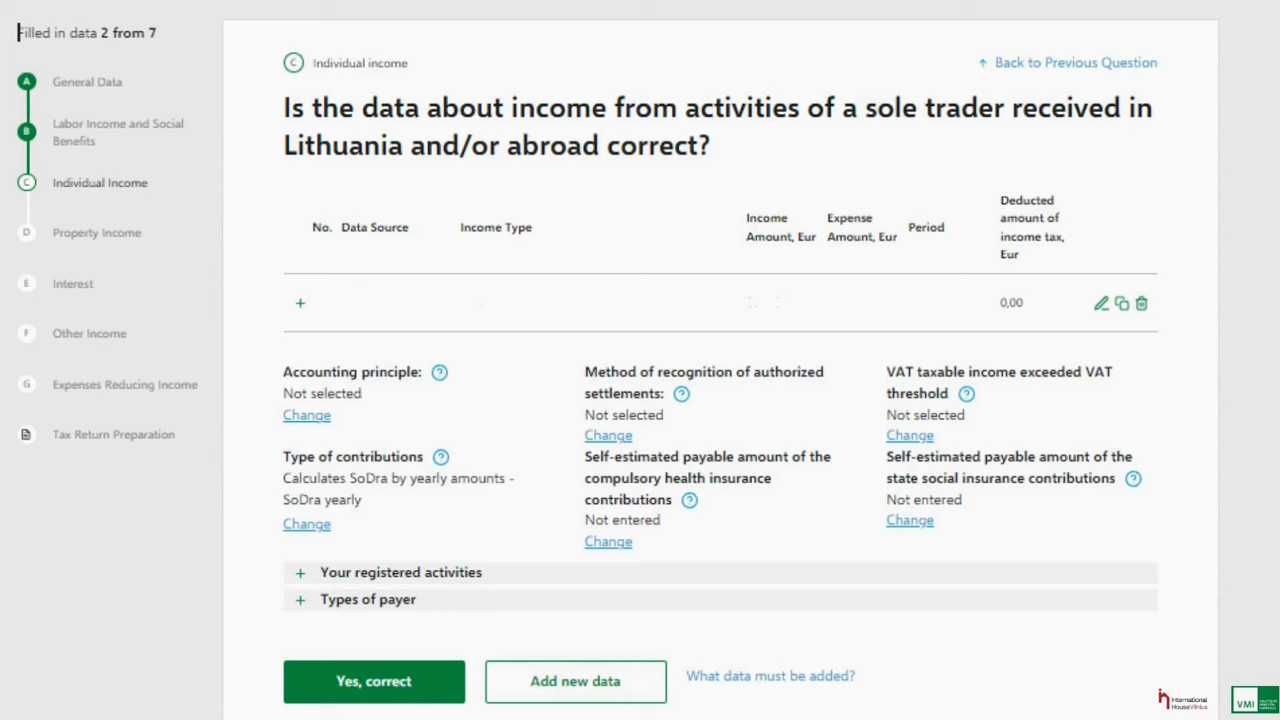 Filled in data 2 from 7
A General Data
B Labor Income and Social
Benefits
C Individual Income
D Property Income
E Interest
F Other Income
G Expenses Reducing Income
Tax Return Preparation
C Individual income
↑ Back to Previous Question
Is the data about income from activities of a sole trader received in
Lithuania and/or abroad correct?
No. Data Source Income Type Income Amount, Eur Expense Amount, Eur Period Deducted amount of income tax, Eur
+ 0,00
Accounting principle: ?
Not selected
Change
Method of recognition of authorized
settlements: ?
Not selected
Change
VAT taxable income exceeded VAT
threshold ?
Not selected
Change
Type of contributions ?
Calculates SoDra by yearly amounts -
SoDra yearly
Change
Self-estimated payable amount of the
compulsory health insurance
contributions ?
Not entered
Change
Self-estimated payable amount of the
state social insurance contributions ?
Not entered
Change
+ Your registered activities
+ Types of payer
Yes, correct
Add new data
What data must be added?
International
House Vilnius
VMI